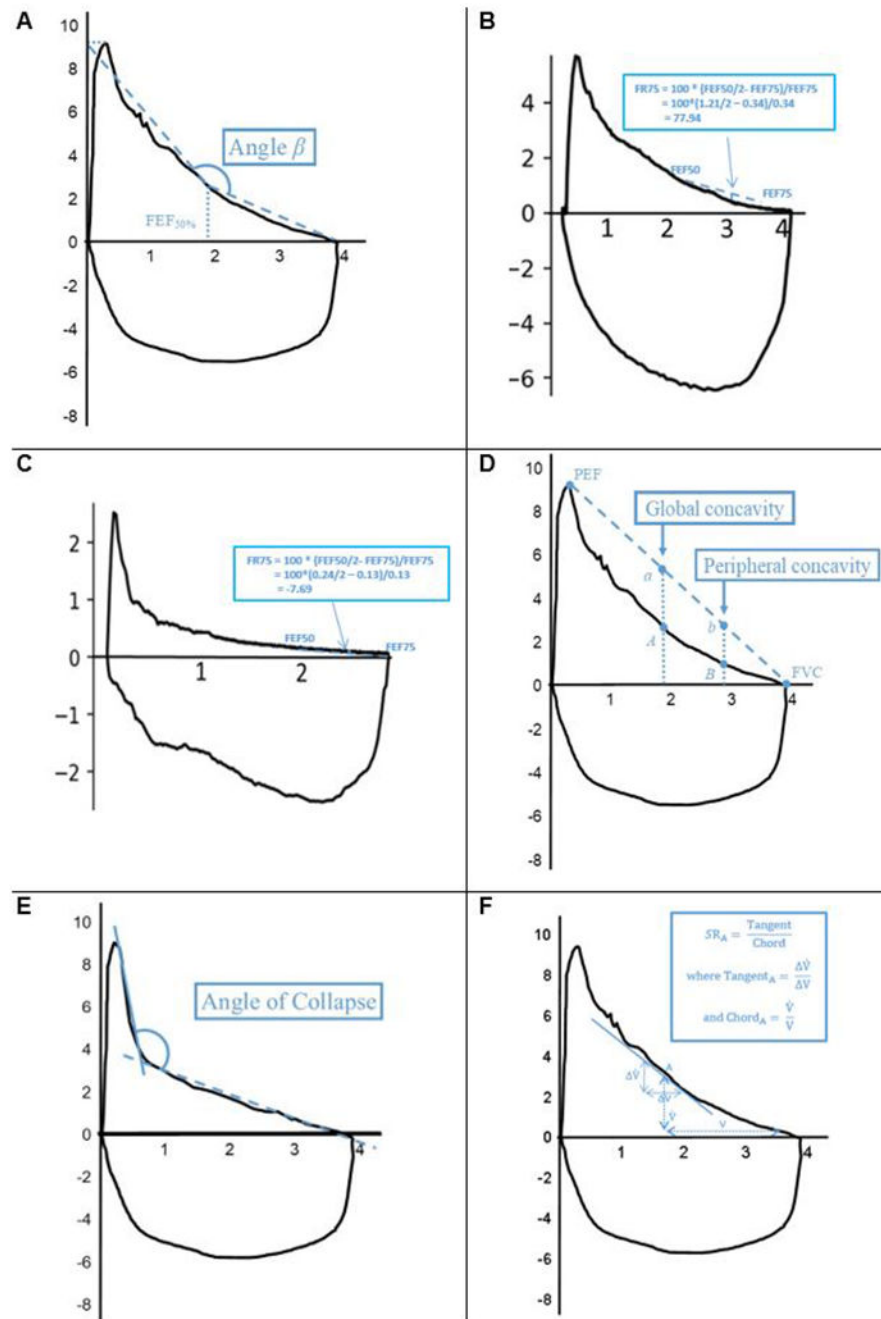 A
10
8
6
4
2
0
-2
-4
-6
-8
1
2
3
4
Angle β
FEF50%
B
4
2
0
−2
−4
−6
1
2
3
4
FR75 = 100 * (FEF50/2- FEF75)/FEF75
= 100*(1.21/2 – 0.34)/0.34
= 77.94
FEF50
FEF75
C
2
1
0
−1
−2
1
2
FR75 = 100 * (FEF50/2- FEF75)/FEF75
= 100*(0.24/2 – 0.13)/0.13
= -7.69
FEF50
FEF75
D
10
8
6
4
2
0
-2
-4
-6
-8
1
2
3
4
PEF
Global concavity
Peripheral concavity
a
b
A
B
FVC
E
10
8
6
4
2
0
-2
-4
-6
-8
1
2
3
4
Angle of Collapse
F
10
8
6
4
2
0
-2
-4
-6
-8
1
2
3
4
SR_A = Tangent/Chord
where Tangent_A = ΔV̇/ΔV
and Chord_A = V̇/V
A
ΔV̇
ΔV
V̇
V